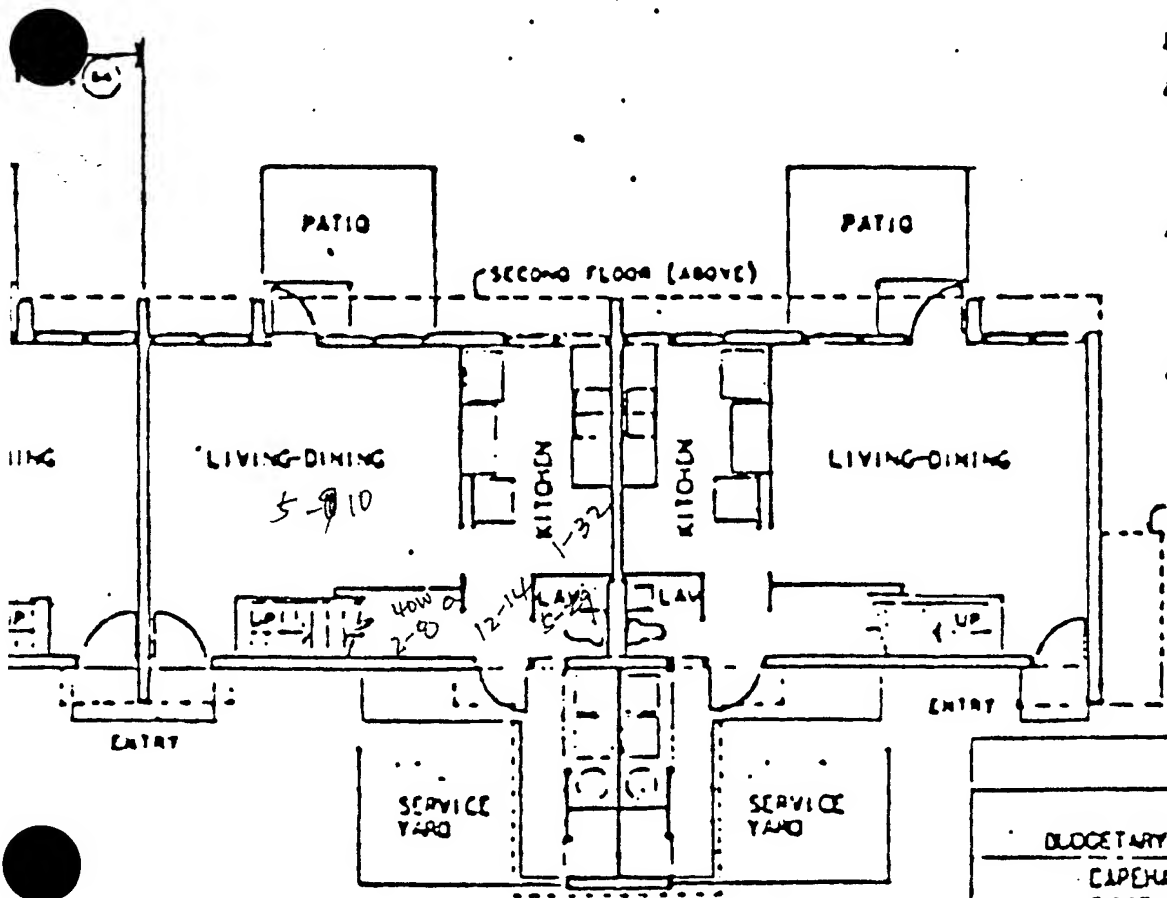 PATIO
PATIO
SECOND FLOOR (ABOVE)
LIVING-DINING
LIVING-DINING
KITCHEN
KITCHEN
5-10
1-32
12-14
40W
2-
LAV
LAV
UP
UP
ENTRY
ENTRY
SERVICE
YARD
SERVICE
YARD
BUDGETARY